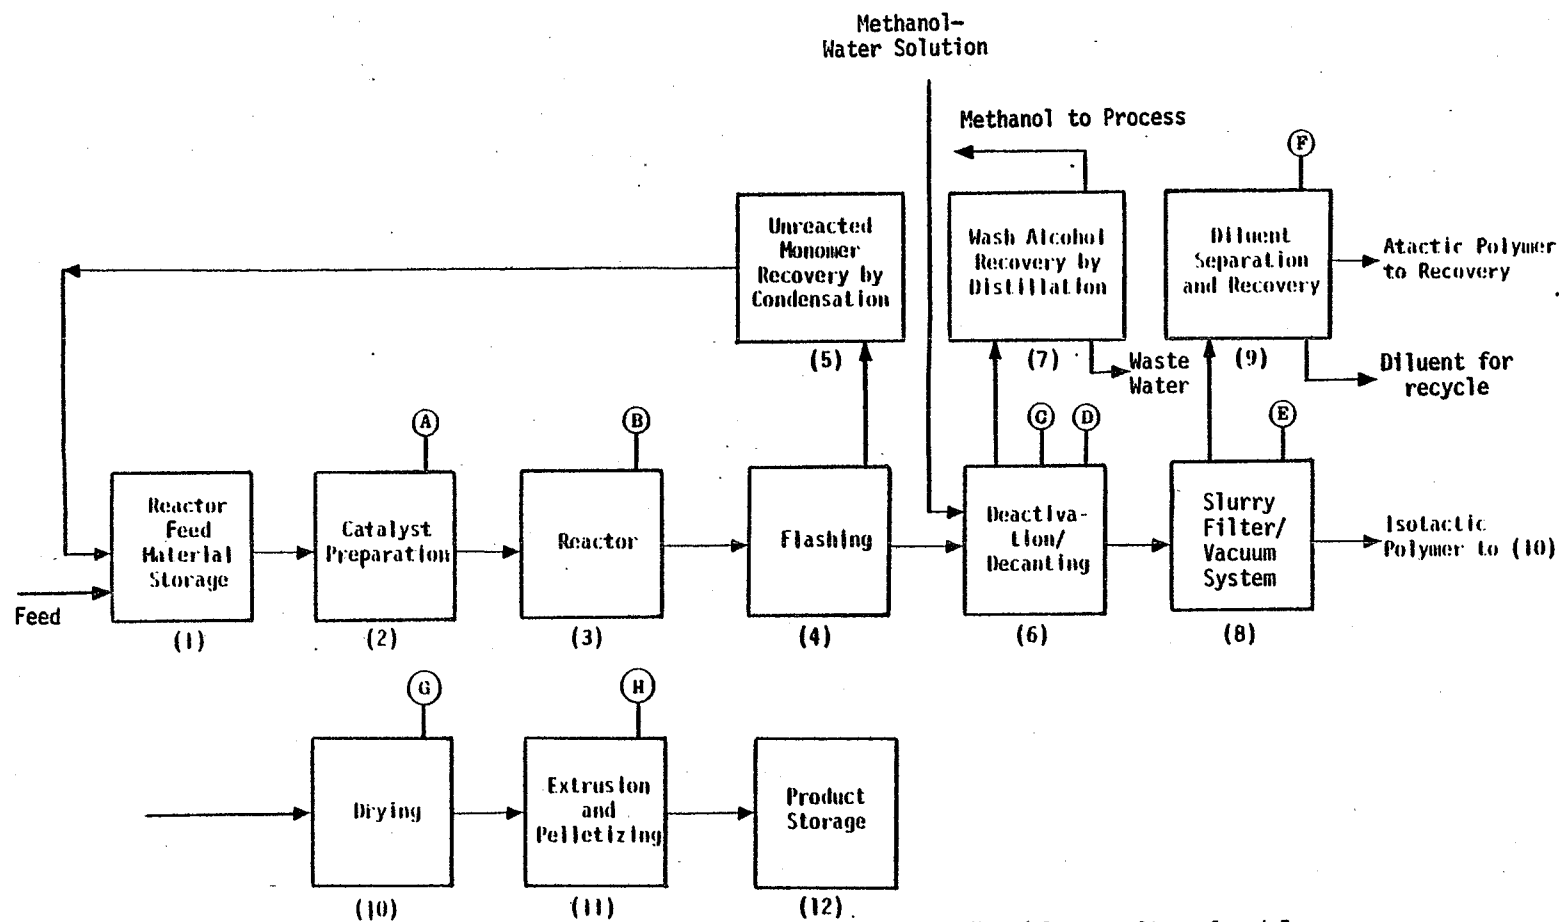 Methanol-
Water Solution
Methanol to Process
F
Unreacted
Monomer
Recovery by
Condensation
(5)
Wash Alcohol
Recovery by
Distillation
(7)
Waste
Water
Diluent
Separation
and Recovery
(9)
Atactic Polymer
to Recovery
Diluent for
recycle
A
B
C
D
E
Feed
Reactor
Feed
Material
Storage
(1)
Catalyst
Preparation
(2)
Reactor
(3)
Flashing
(4)
Deactiva-
tion/
Decanting
(6)
Slurry
Filter/
Vacuum
System
(8)
Isotactic
Polymer to (10)
G
H
Drying
(10)
Extrusion
and
Pelletizing
(11)
Product
Storage
(12)